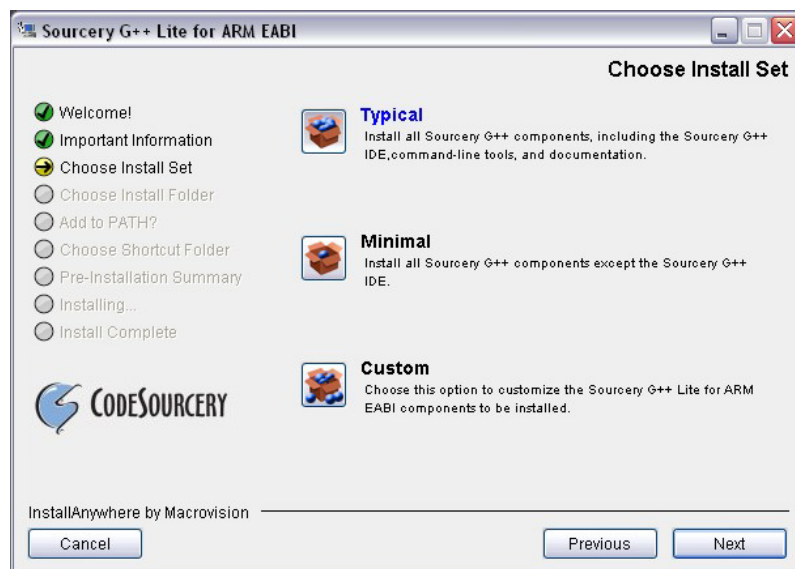 Sourcery G++ Lite for ARM EABI
Choose Install Set
Welcome!
Important Information
Choose Install Set
Choose Install Folder
Add to PATH?
Choose Shortcut Folder
Pre-Installation Summary
Installing...
Install Complete
CODESOURCERY
Typical
Install all Sourcery G++ components, including the Sourcery G++
IDE,command-line tools, and documentation.
Minimal
Install all Sourcery G++ components except the Sourcery G++
IDE.
Custom
Choose this option to customize the Sourcery G++ Lite for ARM
EABI components to be installed.
InstallAnywhere by Macrovision
Cancel
Previous
Next